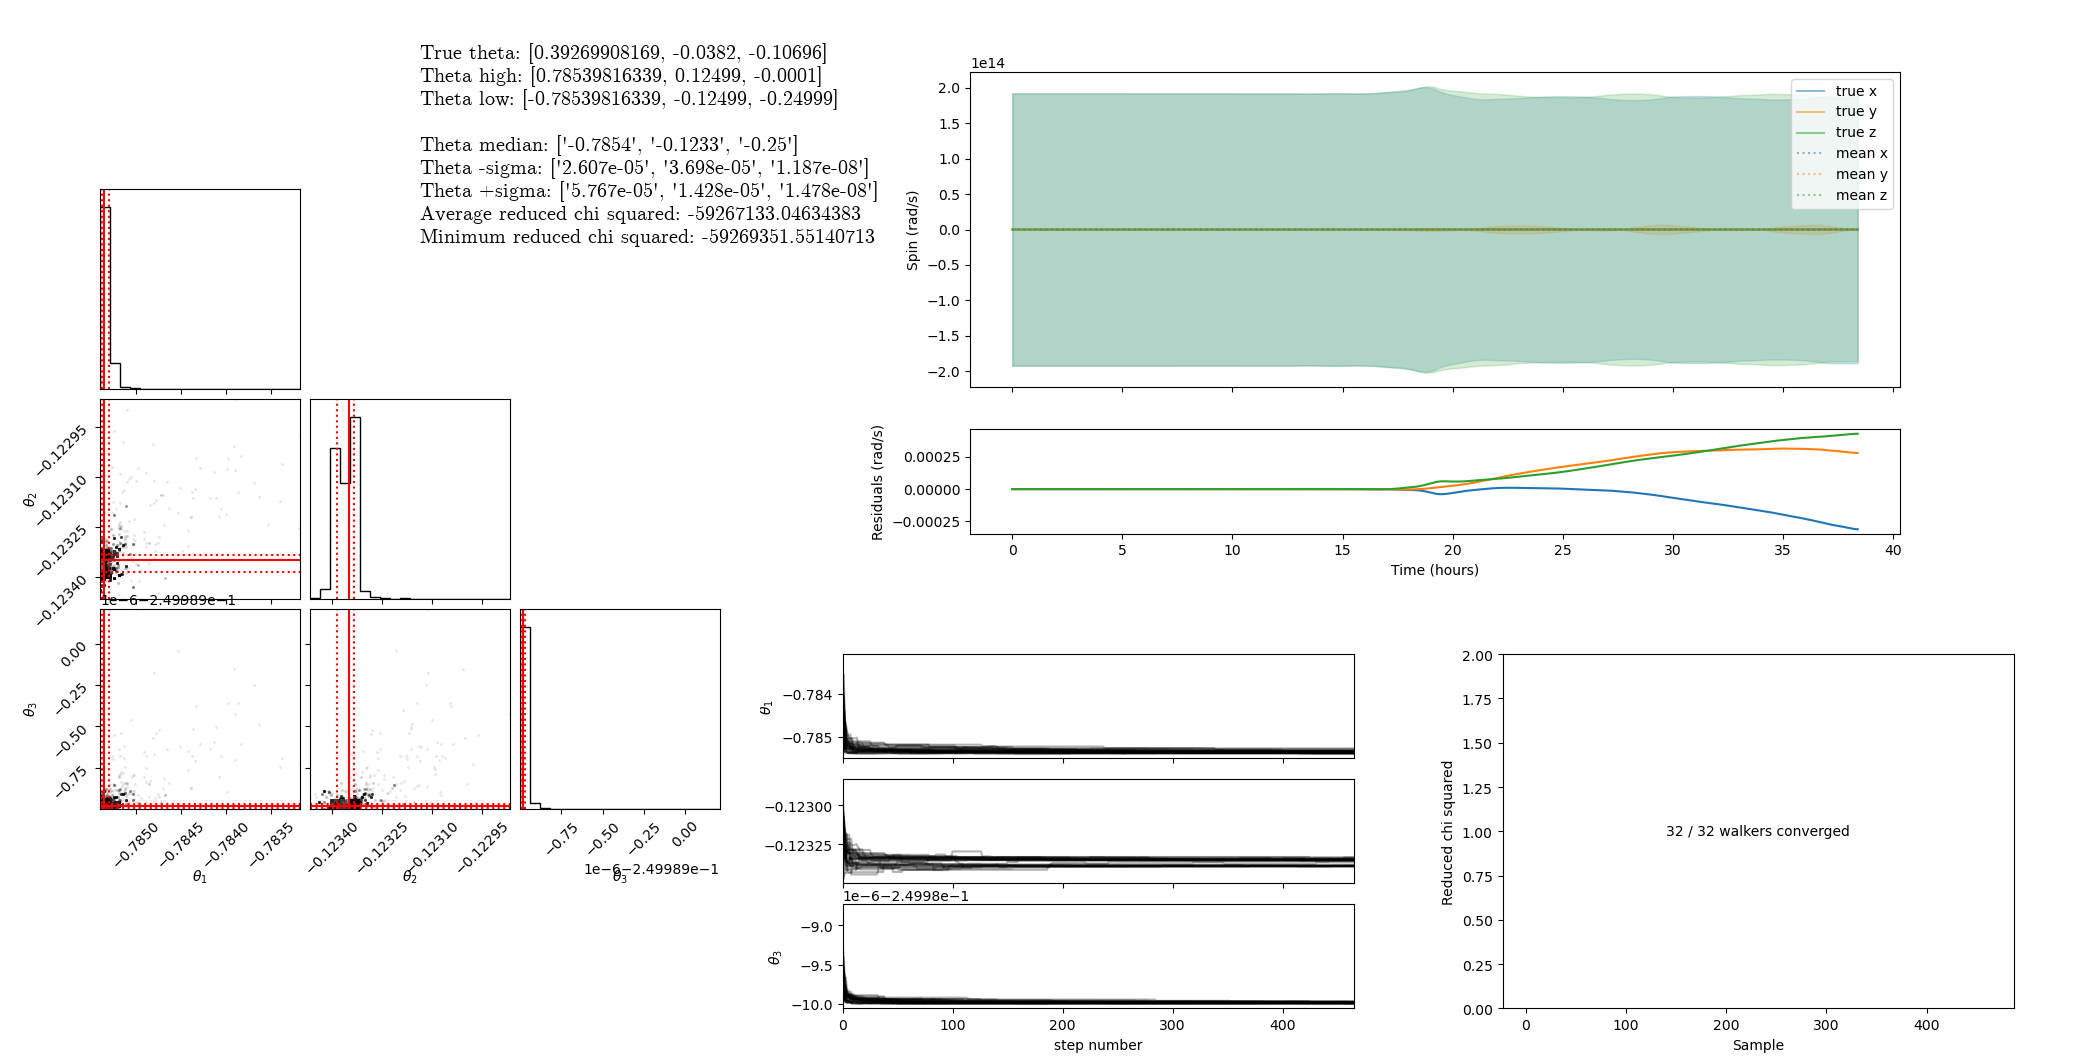 True theta: [0.39269908169, -0.0382, -0.10696]
Theta high: [0.78539816339, 0.12499, -0.0001]
Theta low: [-0.78539816339, -0.12499, -0.24999]
Theta median: ['-0.7854', '-0.1233', '-0.25']
Theta -sigma: ['2.607e-05', '3.698e-05', '1.187e-08']
Theta +sigma: ['5.767e-05', '1.428e-05', '1.478e-08']
Average reduced chi squared: -59267133.04634383
Minimum reduced chi squared: -59269351.55140713
1e14
2.0
1.5
1.0
0.5
0.0
−0.5
−1.0
−1.5
−2.0
Spin (rad/s)
true x
true y
true z
mean x
mean y
mean z
0.00025
0.00000
−0.00025
Residuals (rad/s)
0 5 10 15 20 25 30 35 40
Time (hours)
θ2
−0.12295
−0.12310
−0.12325
−0.12340
1e−6−2.49989e−1
θ3
0.00
−0.25
−0.50
−0.75
−0.7850 −0.7845 −0.7840 −0.7835
θ1
−0.12340 −0.12325 −0.12310 −0.12295
θ2
−0.75 −0.50 −0.25 0.00
1e−6−2.49989e−1
θ3
θ1
−0.784
−0.785
−0.12300
−0.12325
1e−6−2.4998e−1
θ3
−9.0
−9.5
−10.0
0 100 200 300 400
step number
Reduced chi squared
2.00
1.75
1.50
1.25
1.00
0.75
0.50
0.25
0.00
32 / 32 walkers converged
0 100 200 300 400
Sample